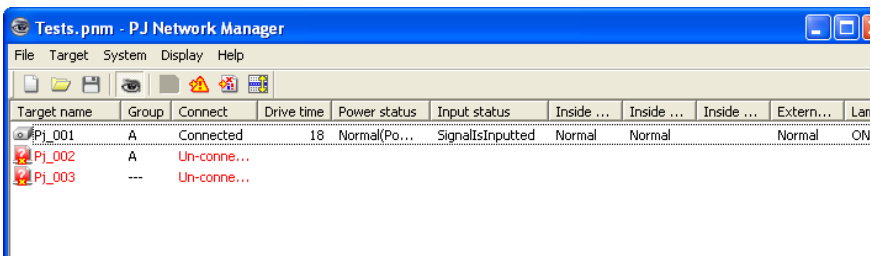 Tests.pnm - PJ Network Manager
File Target System Display Help
Target name Group Connect Drive time Power status Input status Inside ... Inside ... Inside ... Extern... Lan
Pj_001 A Connected 18 Normal(Po... SignalIsInputted Normal Normal Normal ON
Pj_002 A Un-conne...
Pj_003 --- Un-conne...